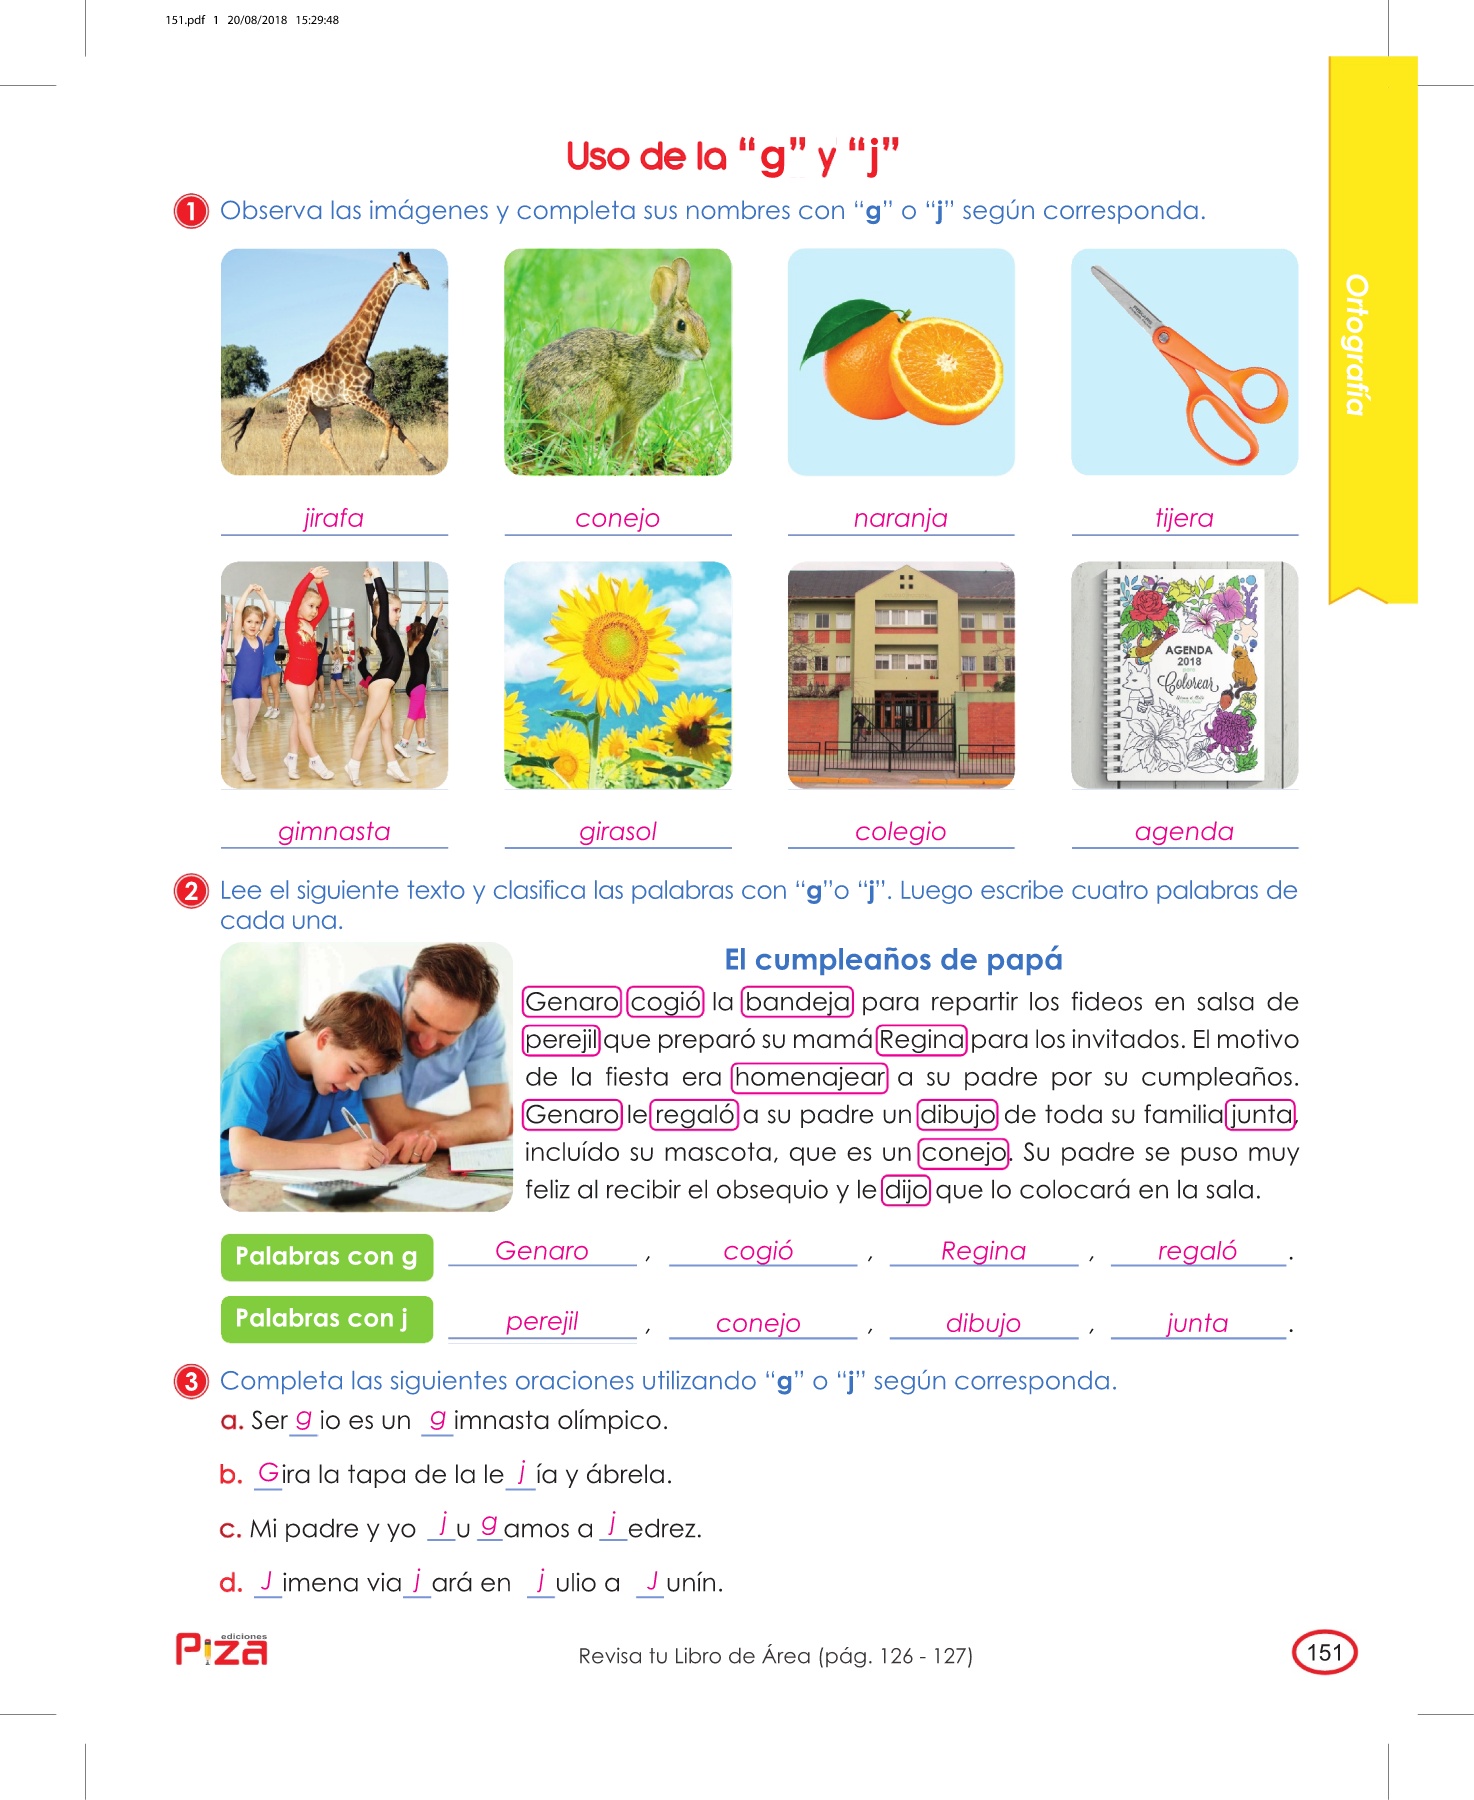 151.pdf 1 20/08/2018 15:29:48
Uso de la “g” y “j”
1 Observa las imágenes y completa sus nombres con “g” o “j” según corresponda.
Ortografía
jirafa conejo naranja tijera
AGENDA
2018
Colorear
gimnasta girasol colegio agenda
2 Lee el siguiente texto y clasifica las palabras con “g”o “j”. Luego escribe cuatro palabras de
cada una.
El cumpleaños de papá
Genaro cogió la bandeja para repartir los fideos en salsa de
perejil que preparó su mamá Regina para los invitados. El motivo
de la fiesta era homenajear a su padre por su cumpleaños.
Genaro le regaló a su padre un dibujo de toda su familia junta,
incluído su mascota, que es un conejo. Su padre se puso muy
feliz al recibir el obsequio y le dijo que lo colocará en la sala.
Palabras con g Genaro , cogió , Regina , regaló .
Palabras con j perejil , conejo , dibujo , junta .
3 Completa las siguientes oraciones utilizando “g” o “j” según corresponda.
a. Ser g io es un g imnasta olímpico.
b. G ira la tapa de la le j ía y ábrela.
c. Mi padre y yo j u g amos a j edrez.
d. J imena via j ará en j ulio a J unín.
ediciones
Piza
Revisa tu Libro de Área (pág. 126 - 127)
151